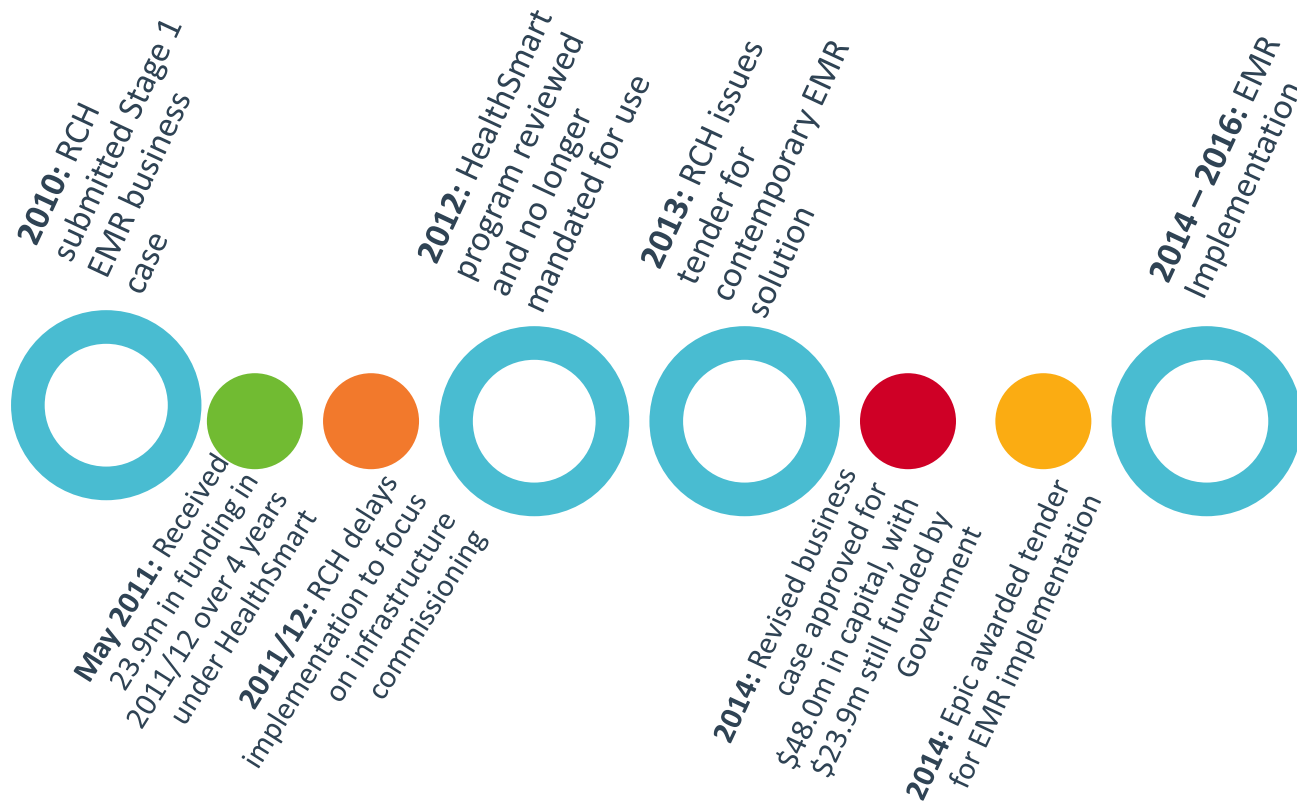 2010: RCH
submitted Stage 1
EMR business
case
May 2011: Received
23.9m in funding in
2011/12 over 4 years
under HealthSmart
2011/12: RCH delays
implementation to focus
on infrastructure
commissioning
2012: HealthSmart
program reviewed
and no longer
mandated for use
2013: RCH issues
tender for
contemporary EMR
solution
2014: Revised business
case approved for
$48.0m in capital, with
$23.9m still funded by
Government
2014: Epic awarded tender
for EMR implementation
2014 – 2016: EMR
Implementation